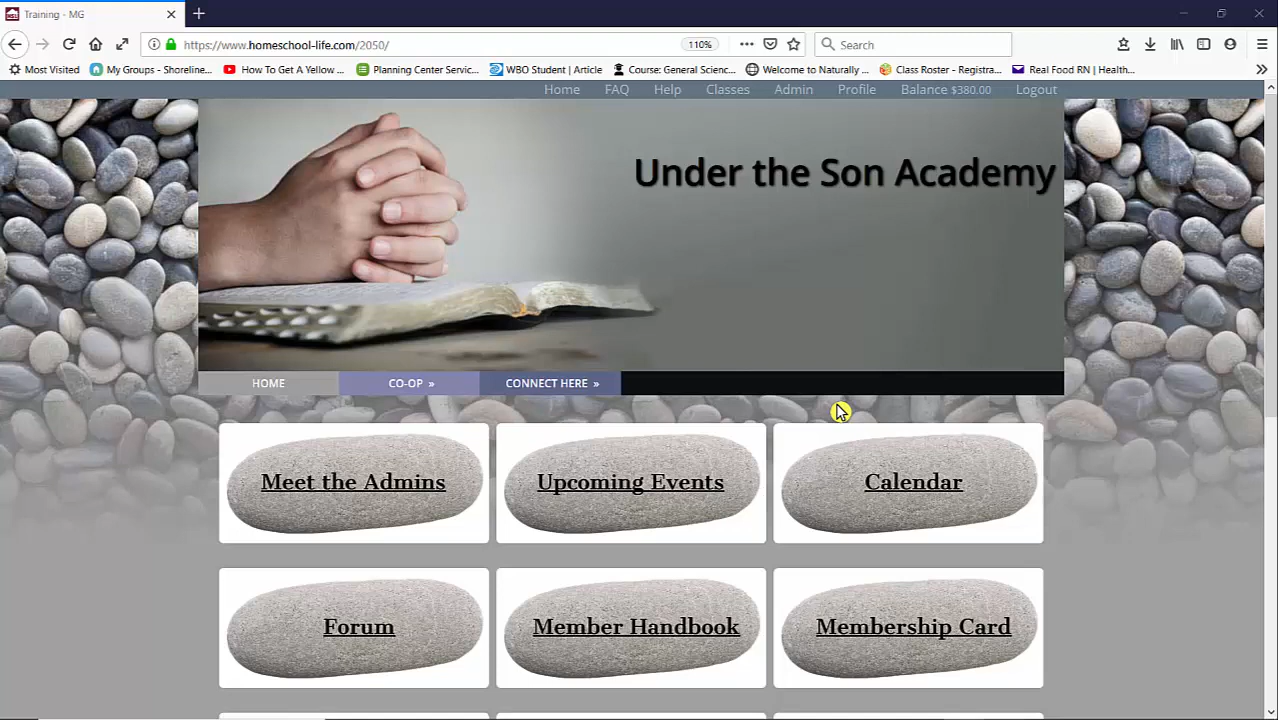 Training - MG
https://www.homeschool-life.com/2050/
110%
Search
Most Visited
My Groups - Shoreline...
How To Get A Yellow ...
Planning Center Servic...
WBO Student | Article
Course: General Scienc...
Welcome to Naturally ...
Class Roster - Registra...
Real Food RN | Health...
Home FAQ Help Classes Admin Profile Balance $380.00 Logout
Under the Son Academy
HOME CO-OP » CONNECT HERE »
Meet the Admins
Upcoming Events
Calendar
Forum
Member Handbook
Membership Card